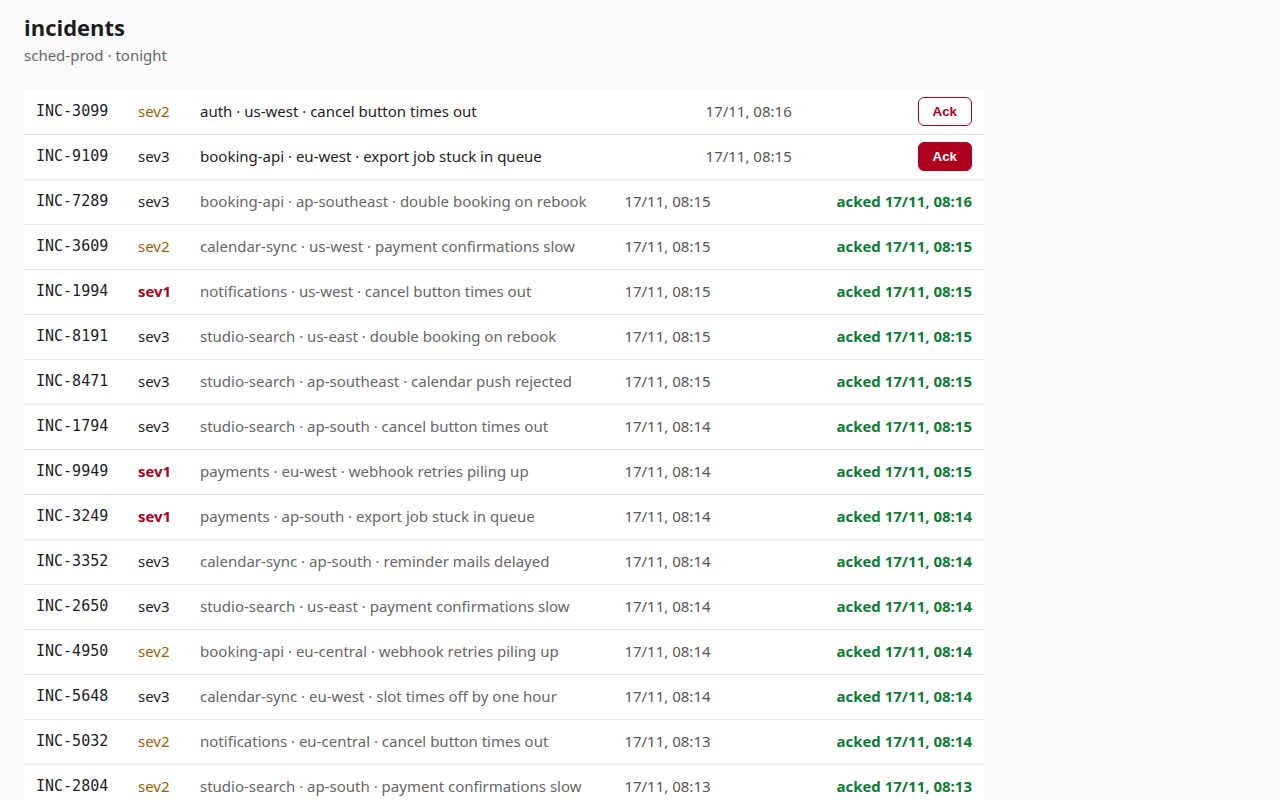 incidents
sched-prod · tonight
INC-3099 sev2 auth · us-west · cancel button times out 17/11, 08:16 Ack
INC-9109 sev3 booking-api · eu-west · export job stuck in queue 17/11, 08:15 Ack
INC-7289 sev3 booking-api · ap-southeast · double booking on rebook 17/11, 08:15 acked 17/11, 08:16
INC-3609 sev2 calendar-sync · us-west · payment confirmations slow 17/11, 08:15 acked 17/11, 08:15
INC-1994 sev1 notifications · us-west · cancel button times out 17/11, 08:15 acked 17/11, 08:15
INC-8191 sev3 studio-search · us-east · double booking on rebook 17/11, 08:15 acked 17/11, 08:15
INC-8471 sev3 studio-search · ap-southeast · calendar push rejected 17/11, 08:15 acked 17/11, 08:15
INC-1794 sev3 studio-search · ap-south · cancel button times out 17/11, 08:14 acked 17/11, 08:15
INC-9949 sev1 payments · eu-west · webhook retries piling up 17/11, 08:14 acked 17/11, 08:15
INC-3249 sev1 payments · ap-south · export job stuck in queue 17/11, 08:14 acked 17/11, 08:14
INC-3352 sev3 calendar-sync · ap-south · reminder mails delayed 17/11, 08:14 acked 17/11, 08:14
INC-2650 sev3 studio-search · us-east · payment confirmations slow 17/11, 08:14 acked 17/11, 08:14
INC-4950 sev2 booking-api · eu-central · webhook retries piling up 17/11, 08:14 acked 17/11, 08:14
INC-5648 sev3 calendar-sync · eu-west · slot times off by one hour 17/11, 08:14 acked 17/11, 08:14
INC-5032 sev2 notifications · eu-central · cancel button times out 17/11, 08:13 acked 17/11, 08:14
INC-2804 sev2 studio-search · ap-south · payment confirmations slow 17/11, 08:13 acked 17/11, 08:13